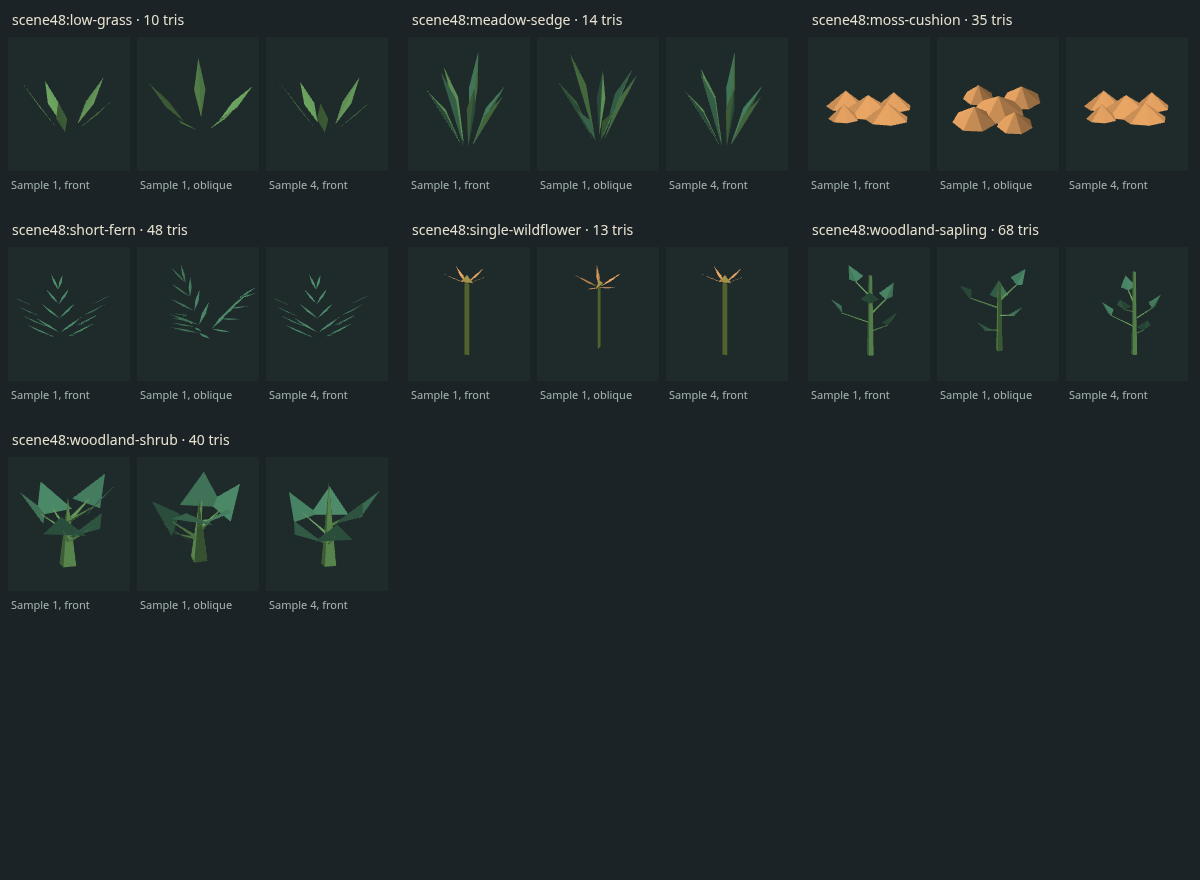 scene48:low-grass · 10 tris
scene48:meadow-sedge · 14 tris
scene48:moss-cushion · 35 tris
Sample 1, front
Sample 1, oblique
Sample 4, front
Sample 1, front
Sample 1, oblique
Sample 4, front
Sample 1, front
Sample 1, oblique
Sample 4, front
scene48:short-fern · 48 tris
scene48:single-wildflower · 13 tris
scene48:woodland-sapling · 68 tris
Sample 1, front
Sample 1, oblique
Sample 4, front
Sample 1, front
Sample 1, oblique
Sample 4, front
Sample 1, front
Sample 1, oblique
Sample 4, front
scene48:woodland-shrub · 40 tris
Sample 1, front
Sample 1, oblique
Sample 4, front